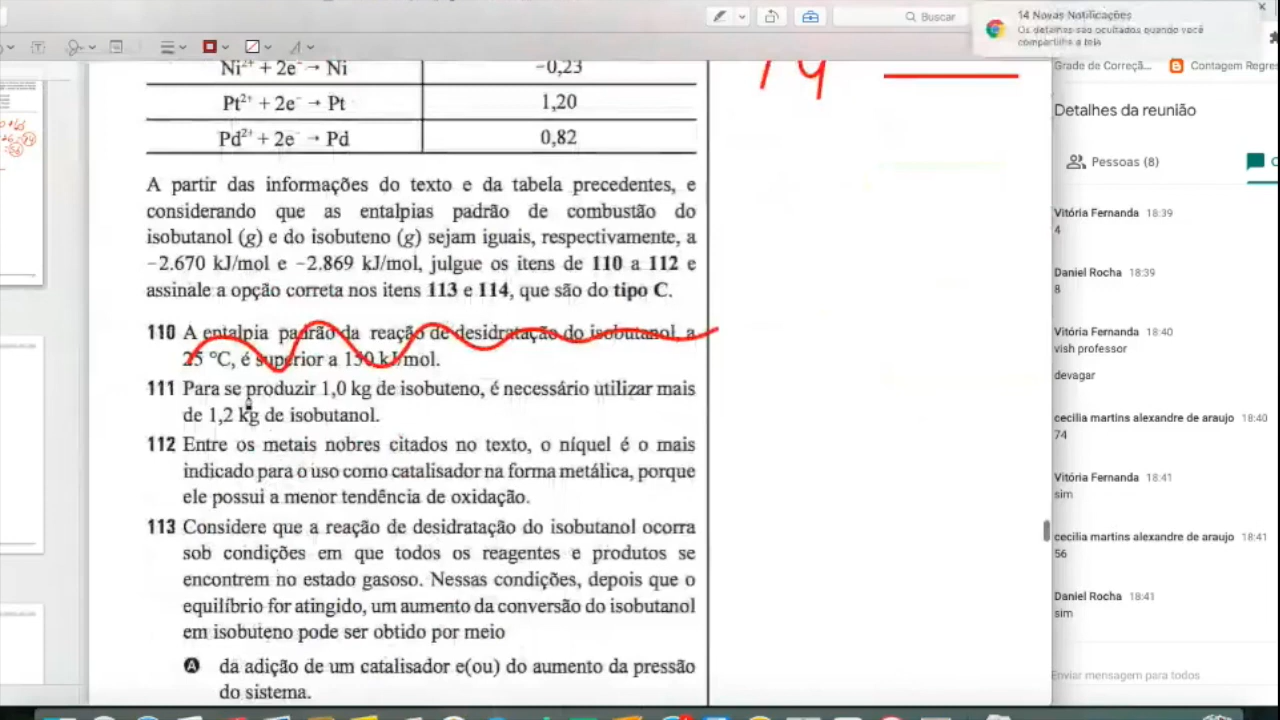 Buscar
14 Novas Notificações
Os detalhes são ocultados quando você
compartilha a tela
Grade de Correçã... Contagem Regres
Detalhes da reunião
Pessoas (8)
Ni²⁺ + 2e⁻ → Ni −0,23
Pt²⁺ + 2e⁻ → Pt 1,20
Pd²⁺ + 2e⁻ → Pd 0,82
A partir das informações do texto e da tabela precedentes, e
considerando que as entalpias padrão de combustão do
isobutanol (g) e do isobuteno (g) sejam iguais, respectivamente, a
−2.670 kJ/mol e −2.869 kJ/mol, julgue os itens de 110 a 112 e
assinale a opção correta nos itens 113 e 114, que são do tipo C.
110 A entalpia padrão da reação de desidratação do isobutanol, a
25 °C, é superior a 150 kJ/mol.
111 Para se produzir 1,0 kg de isobuteno, é necessário utilizar mais
de 1,2 kg de isobutanol.
112 Entre os metais nobres citados no texto, o níquel é o mais
indicado para o uso como catalisador na forma metálica, porque
ele possui a menor tendência de oxidação.
113 Considere que a reação de desidratação do isobutanol ocorra
sob condições em que todos os reagentes e produtos se
encontrem no estado gasoso. Nessas condições, depois que o
equilíbrio for atingido, um aumento da conversão do isobutanol
em isobuteno pode ser obtido por meio
A da adição de um catalisador e(ou) do aumento da pressão
do sistema.
Vitória Fernanda 18:39
4
Daniel Rocha 18:39
8
Vitória Fernanda 18:40
vish professor
devagar
cecilia martins alexandre de araujo 18:40
74
Vitória Fernanda 18:41
sim
cecilia martins alexandre de araujo 18:41
56
Daniel Rocha 18:41
sim
Enviar mensagem para todos